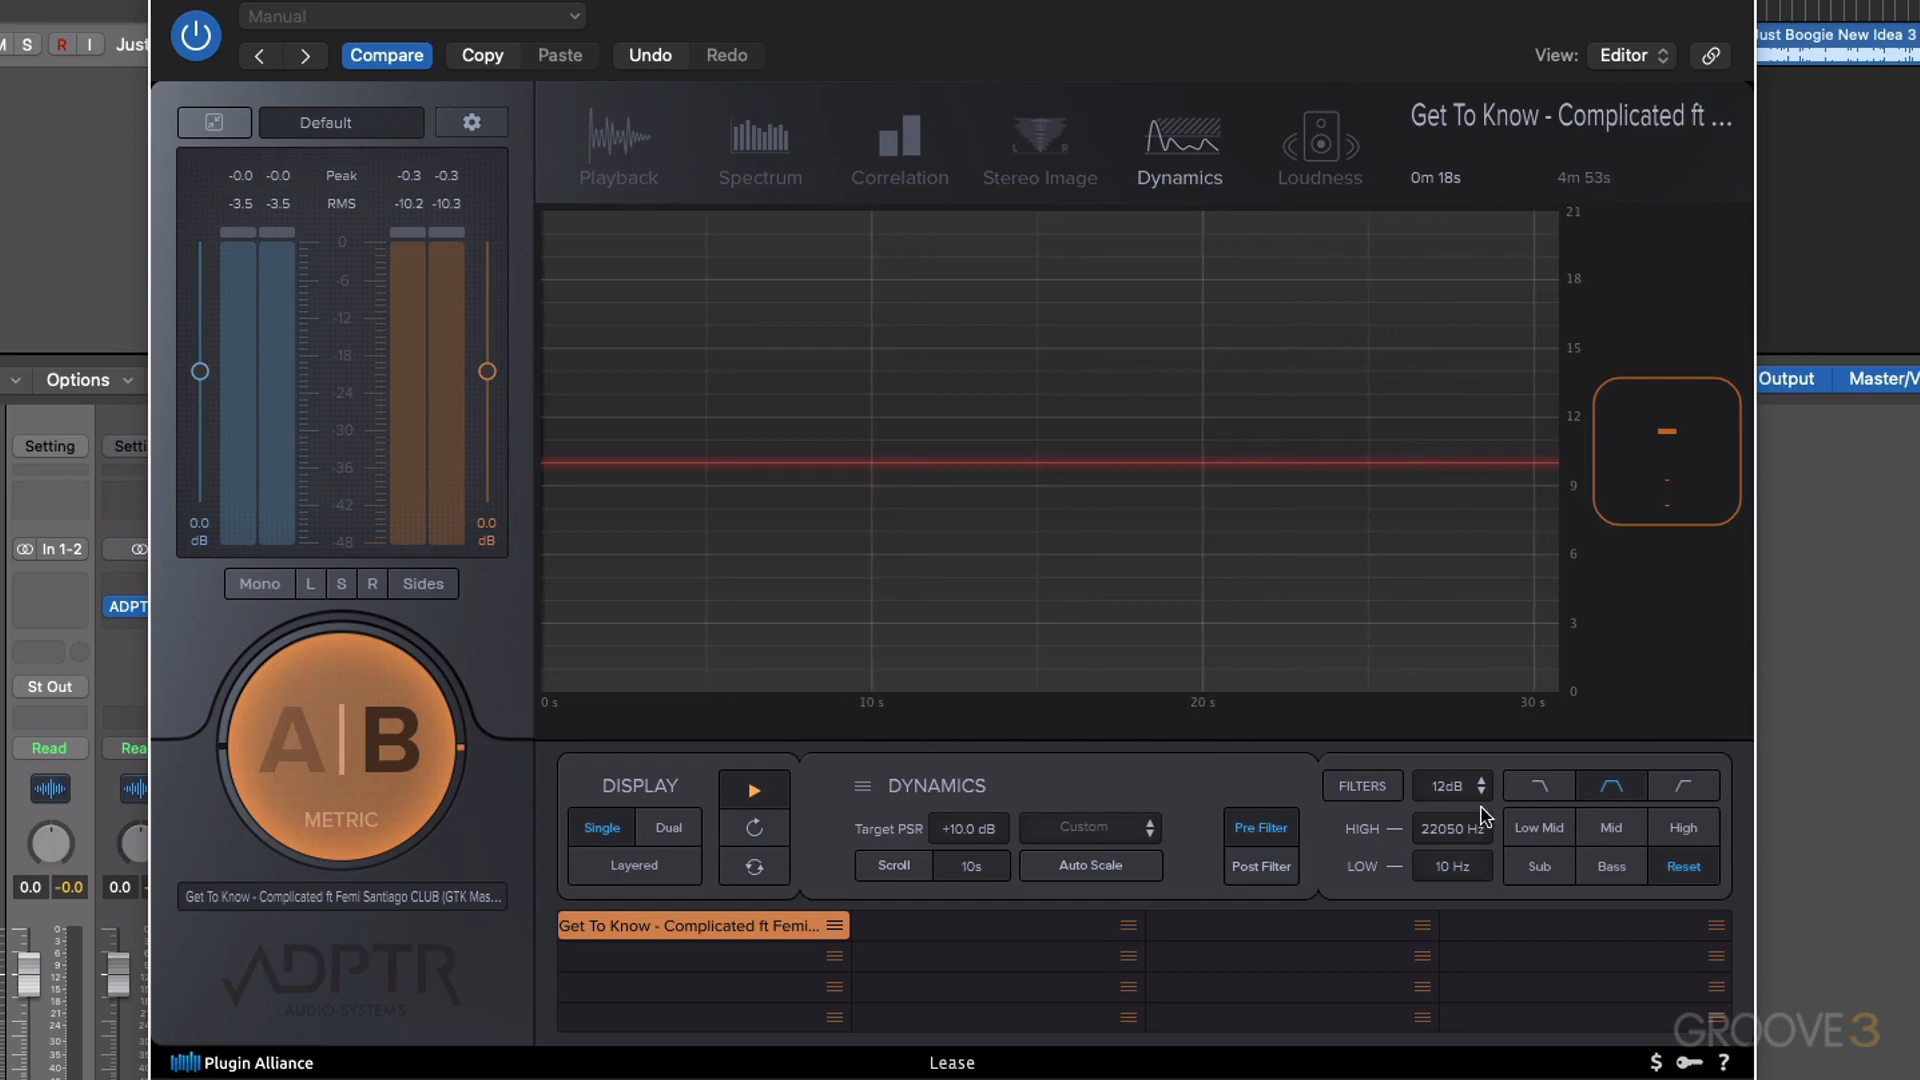 Manual
M S R I Just
Compare Copy Paste Undo Redo
View: Editor
Just Boogie New Idea 3
Default
Playback Spectrum Correlation Stereo Image Dynamics Loudness
Get To Know - Complicated ft ...
0m 18s 4m 53s
-0.0 -0.0 Peak -0.3 -0.3
-3.5 -3.5 RMS -10.2 -10.3
0
-6
-12
-18
-24
-30
-36
-42
-48
0.0 dB
0.0 dB
21
18
15
12
9
6
3
0
0 s 10 s 20 s 30 s
Options
Output Master/V
Setting Setti
In 1-2
ADPT
St Out
Read Rea
0.0 -0.0 0.0
Mono L S R Sides
A|B
METRIC
Get To Know - Complicated ft Femi Santiago CLUB (GTK Mas...
ADPTR
AUDIO SYSTEMS
DISPLAY
Single Dual
Layered
DYNAMICS
Target PSR +10.0 dB Custom
Scroll 10s Auto Scale
Pre Filter
Post Filter
FILTERS 12dB
HIGH 22050 Hz Low Mid Mid High
LOW 10 Hz Sub Bass Reset
Get To Know - Complicated ft Femi...
GROOVE3
Plugin Alliance
Lease
$ ?